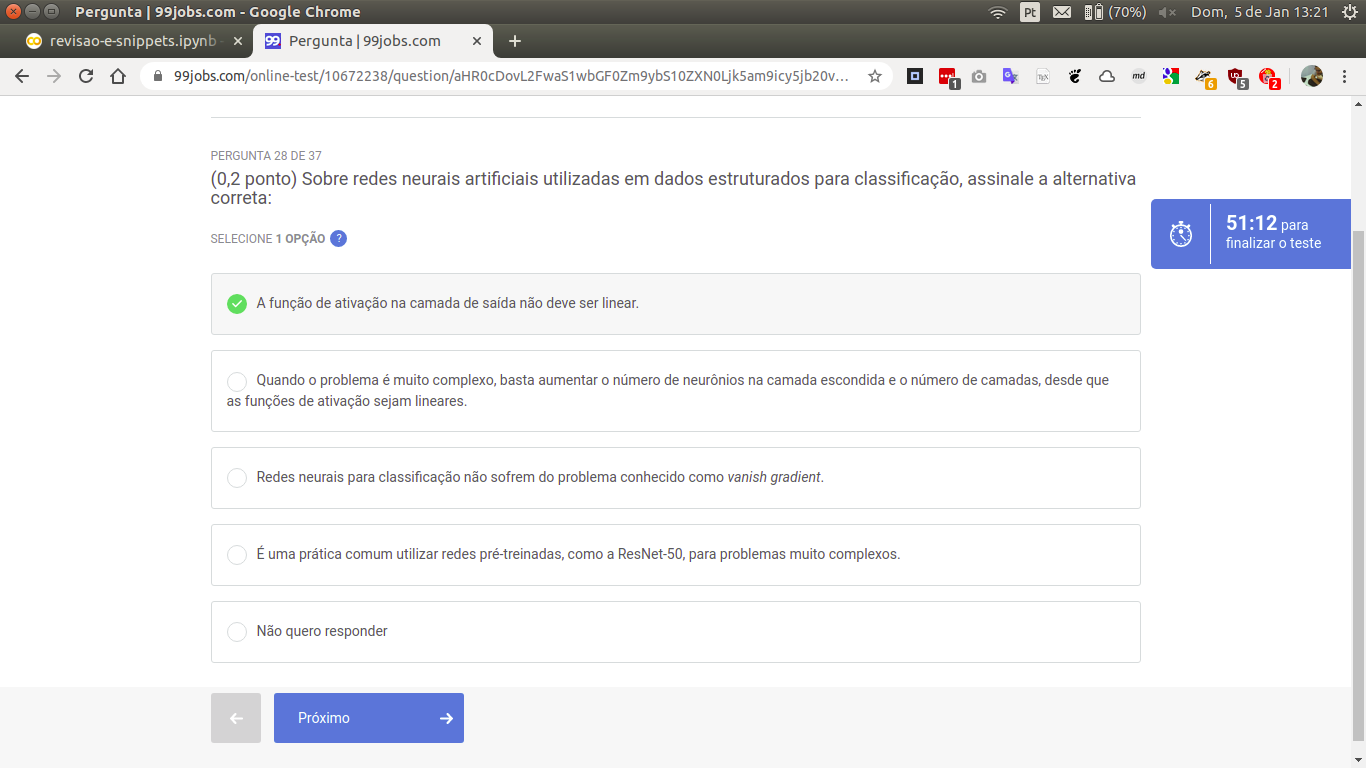 Pergunta | 99jobs.com - Google Chrome
Pt
(70%)
Dom, 5 de Jan 13:21
revisao-e-snippets.ipynb
Pergunta | 99jobs.com
99jobs.com/online-test/10672238/question/aHR0cDovL2FwaS1wbGF0Zm9ybS10ZXN0Ljk5am9icy5jb20v...
PERGUNTA 28 DE 37
(0,2 ponto) Sobre redes neurais artificiais utilizadas em dados estruturados para classificação, assinale a alternativa
correta:
SELECIONE 1 OPÇÃO ?
51:12 para
finalizar o teste
A função de ativação na camada de saída não deve ser linear.
Quando o problema é muito complexo, basta aumentar o número de neurônios na camada escondida e o número de camadas, desde que
as funções de ativação sejam lineares.
Redes neurais para classificação não sofrem do problema conhecido como vanish gradient.
É uma prática comum utilizar redes pré-treinadas, como a ResNet-50, para problemas muito complexos.
Não quero responder
Próximo